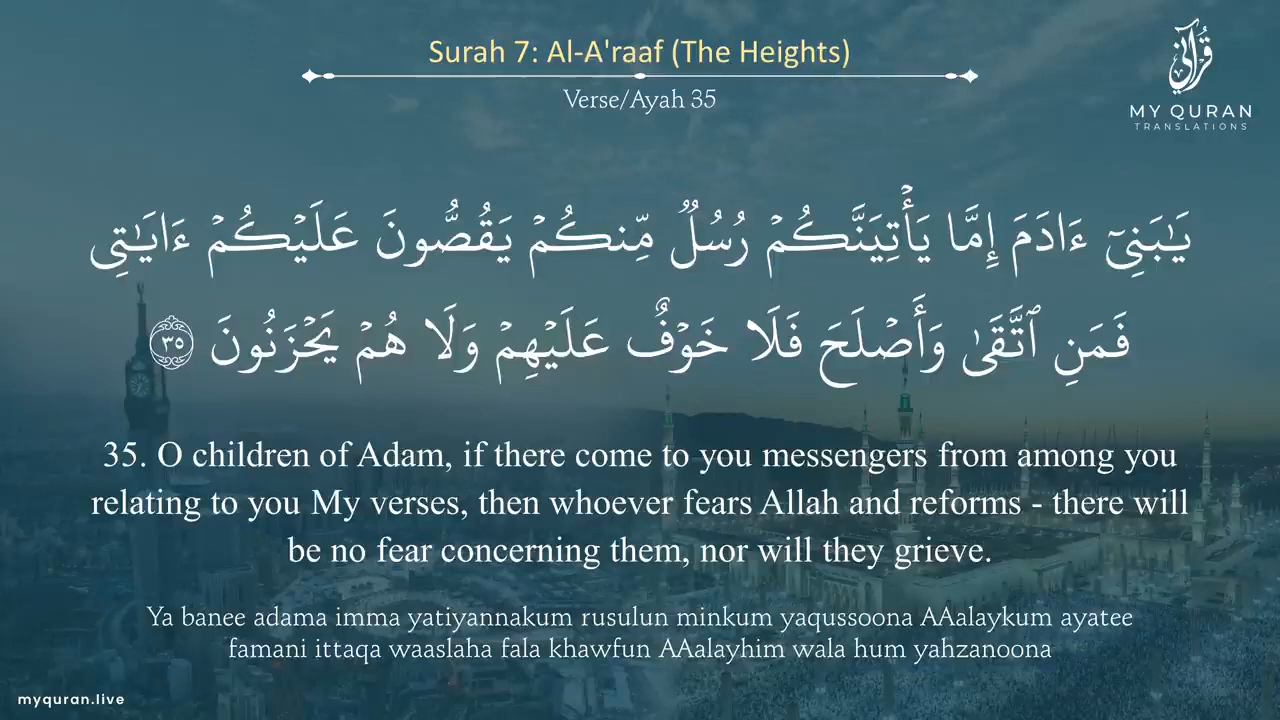 Surah 7: Al-A'raaf (The Heights)
Verse/Ayah 35
قرآني
MY QURAN
TRANSLATIONS
يَـٰبَنِىٓ ءَادَمَ إِمَّا يَأْتِيَنَّكُمْ رُسُلٌ مِّنكُمْ يَقُصُّونَ عَلَيْكُمْ ءَايَـٰتِى
فَمَنِ ٱتَّقَىٰ وَأَصْلَحَ فَلَا خَوْفٌ عَلَيْهِمْ وَلَا هُمْ يَحْزَنُونَ ٣٥
35. O children of Adam, if there come to you messengers from among you
relating to you My verses, then whoever fears Allah and reforms - there will
be no fear concerning them, nor will they grieve.
Ya banee adama imma yatiyannakum rusulun minkum yaqussoona AAalaykum ayatee
famani ittaqa waaslaha fala khawfun AAalayhim wala hum yahzanoona
myquran.live